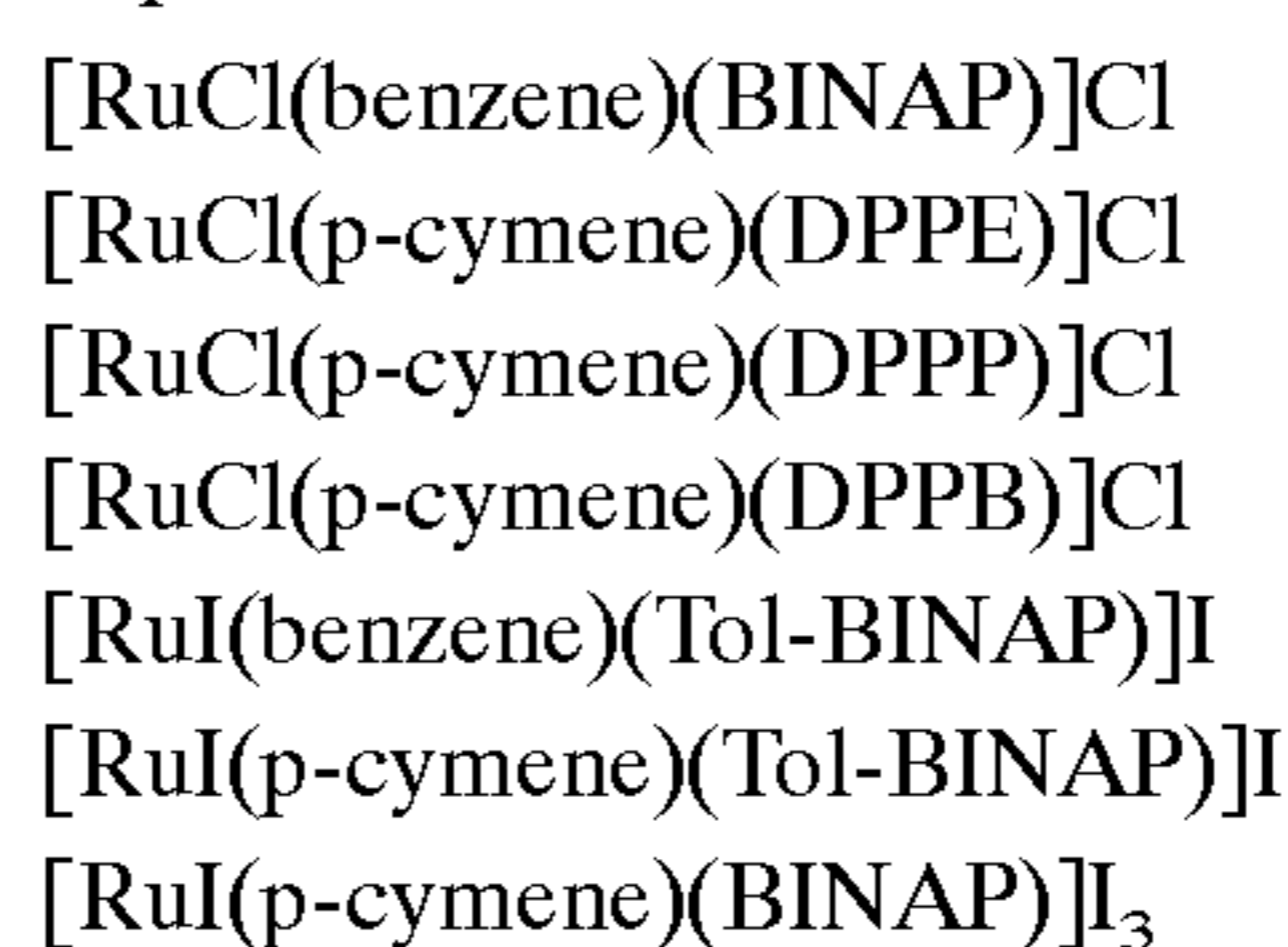 [RuCl(benzene)(BINAP)]Cl
[RuCl(p-cymene)(DPPE)]Cl
[RuCl(p-cymene)(DPPP)]Cl
[RuCl(p-cymene)(DPPB)]Cl
[RuI(benzene)(Tol-BINAP)]I
[RuI(p-cymene)(Tol-BINAP)]I
[RuI(p-cymene)(BINAP)]I₃